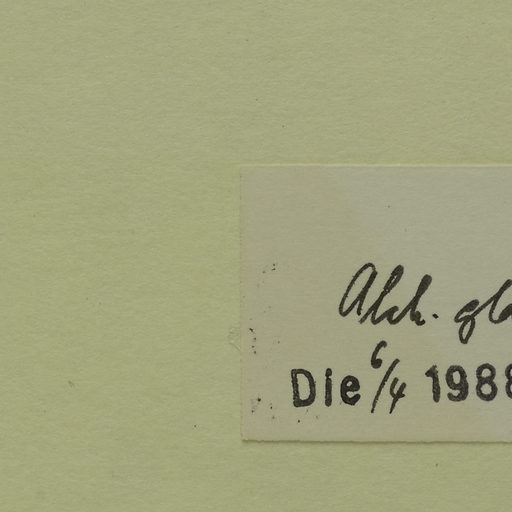 Alch. gl
Die 6/4 1988